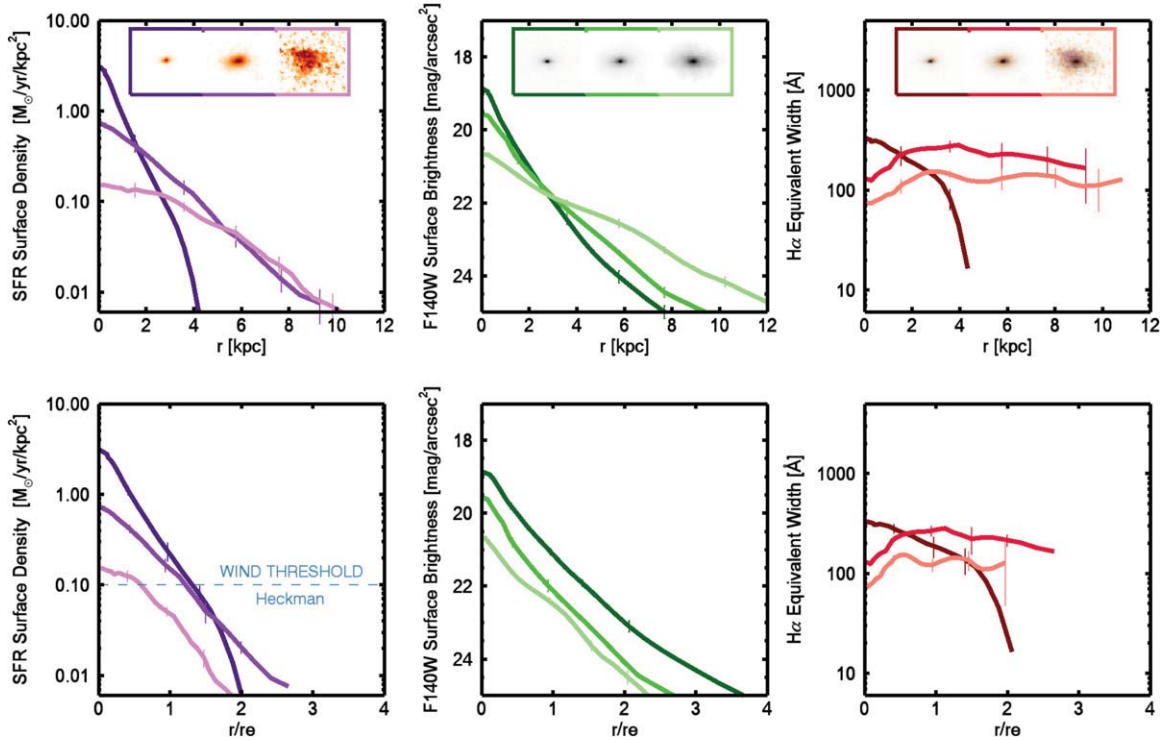 SFR Surface Density [M☉/yr/kpc²]
10.00
1.00
0.10
0.01
0 2 4 6 8 10 12
r [kpc]
F140W Surface Brightness [mag/arcsec²]
18
20
22
24
0 2 4 6 8 10 12
r [kpc]
Hα Equivalent Width [Å]
1000
100
10
0 2 4 6 8 10 12
r [kpc]
SFR Surface Density [M☉/yr/kpc²]
10.00
1.00
0.10
0.01
WIND THRESHOLD
Heckman
0 1 2 3 4
r/re
F140W Surface Brightness [mag/arcsec²]
18
20
22
24
0 1 2 3 4
r/re
Hα Equivalent Width [Å]
1000
100
10
0 1 2 3 4
r/re